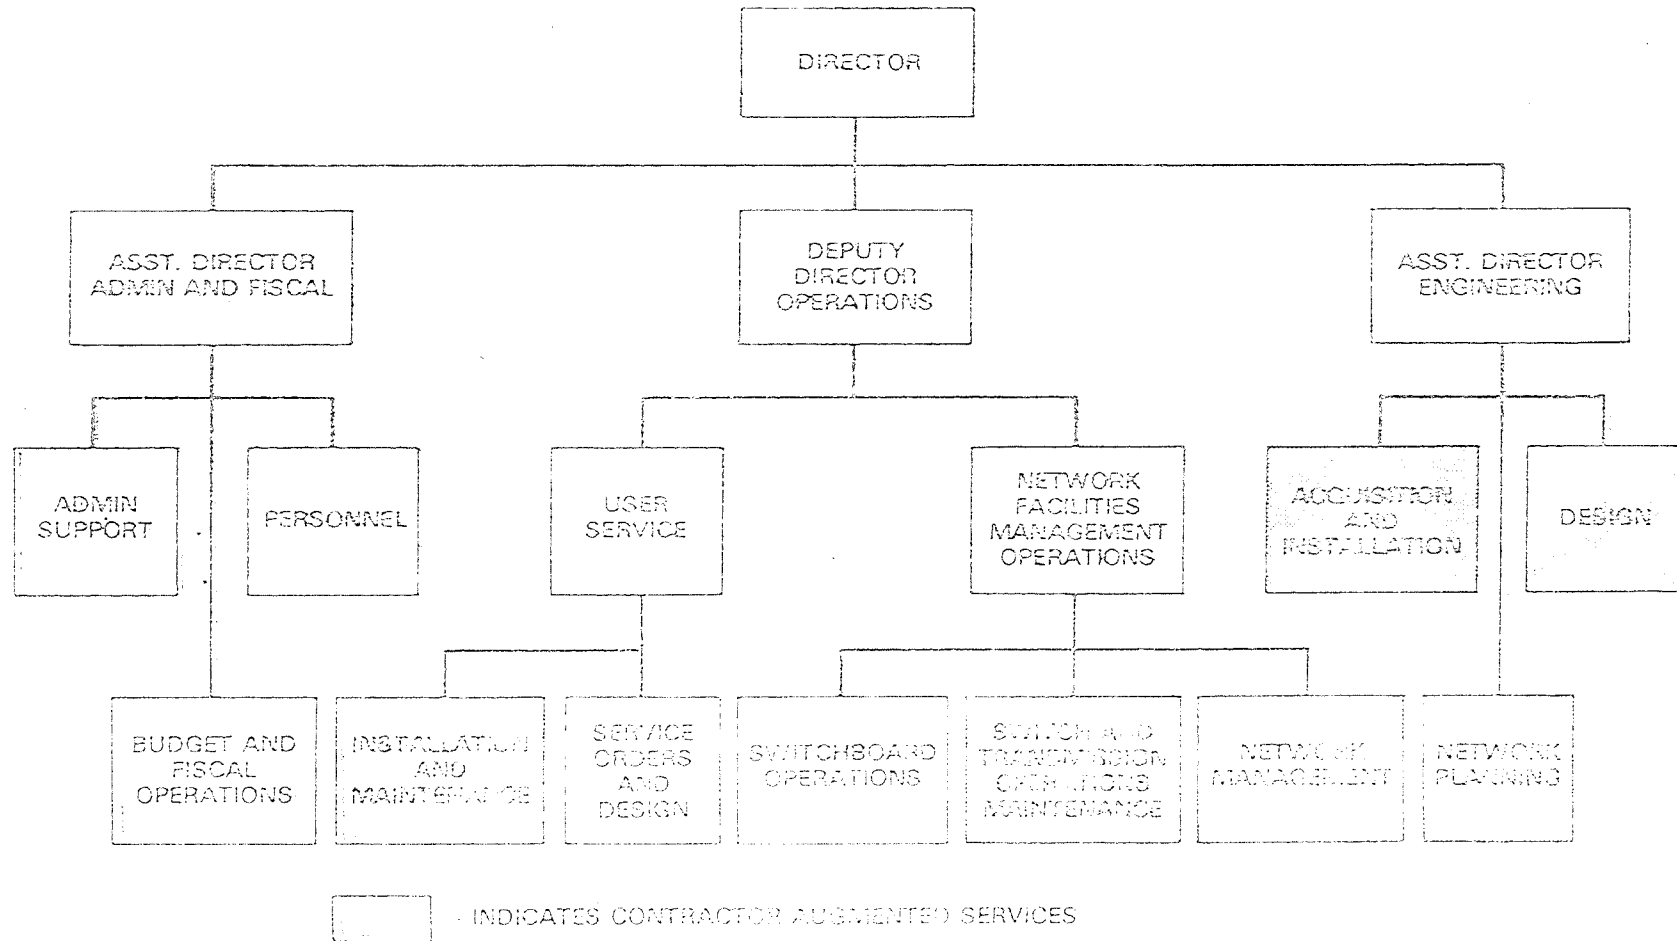 DIRECTOR
ASST. DIRECTOR
ADMIN AND FISCAL
DEPUTY
DIRECTOR
OPERATIONS
ASST. DIRECTOR
ENGINEERING
ADMIN
SUPPORT
PERSONNEL
USER
SERVICE
NETWORK
FACILITIES
MANAGEMENT
OPERATIONS
ACQUISITION
AND
INSTALLATION
DESIGN
BUDGET AND
FISCAL
OPERATIONS
INSTALLATION
AND
MAINTENANCE
SERVICE
ORDERS
AND
DESIGN
SWITCHBOARD
OPERATIONS
SWITCH AND
TRANSMISSION
MAINTENANCE
NETWORK
MANAGEMENT
NETWORK
PLANNING
- INDICATES CONTRACTOR AUGMENTED SERVICES